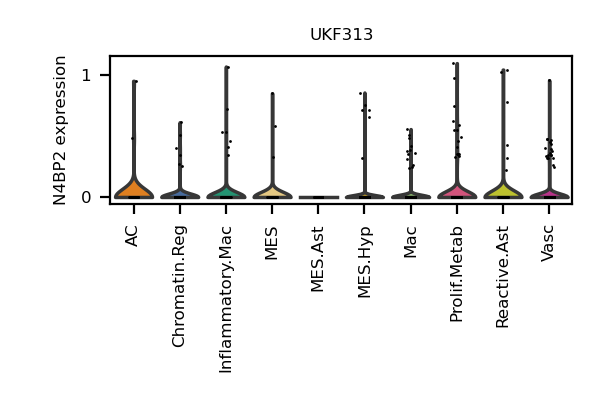 UKF313
N4BP2 expression
1
0
AC
Chromatin.Reg
Inflammatory.Mac
MES
MES.Ast
MES.Hyp
Mac
Prolif.Metab
Reactive.Ast
Vasc